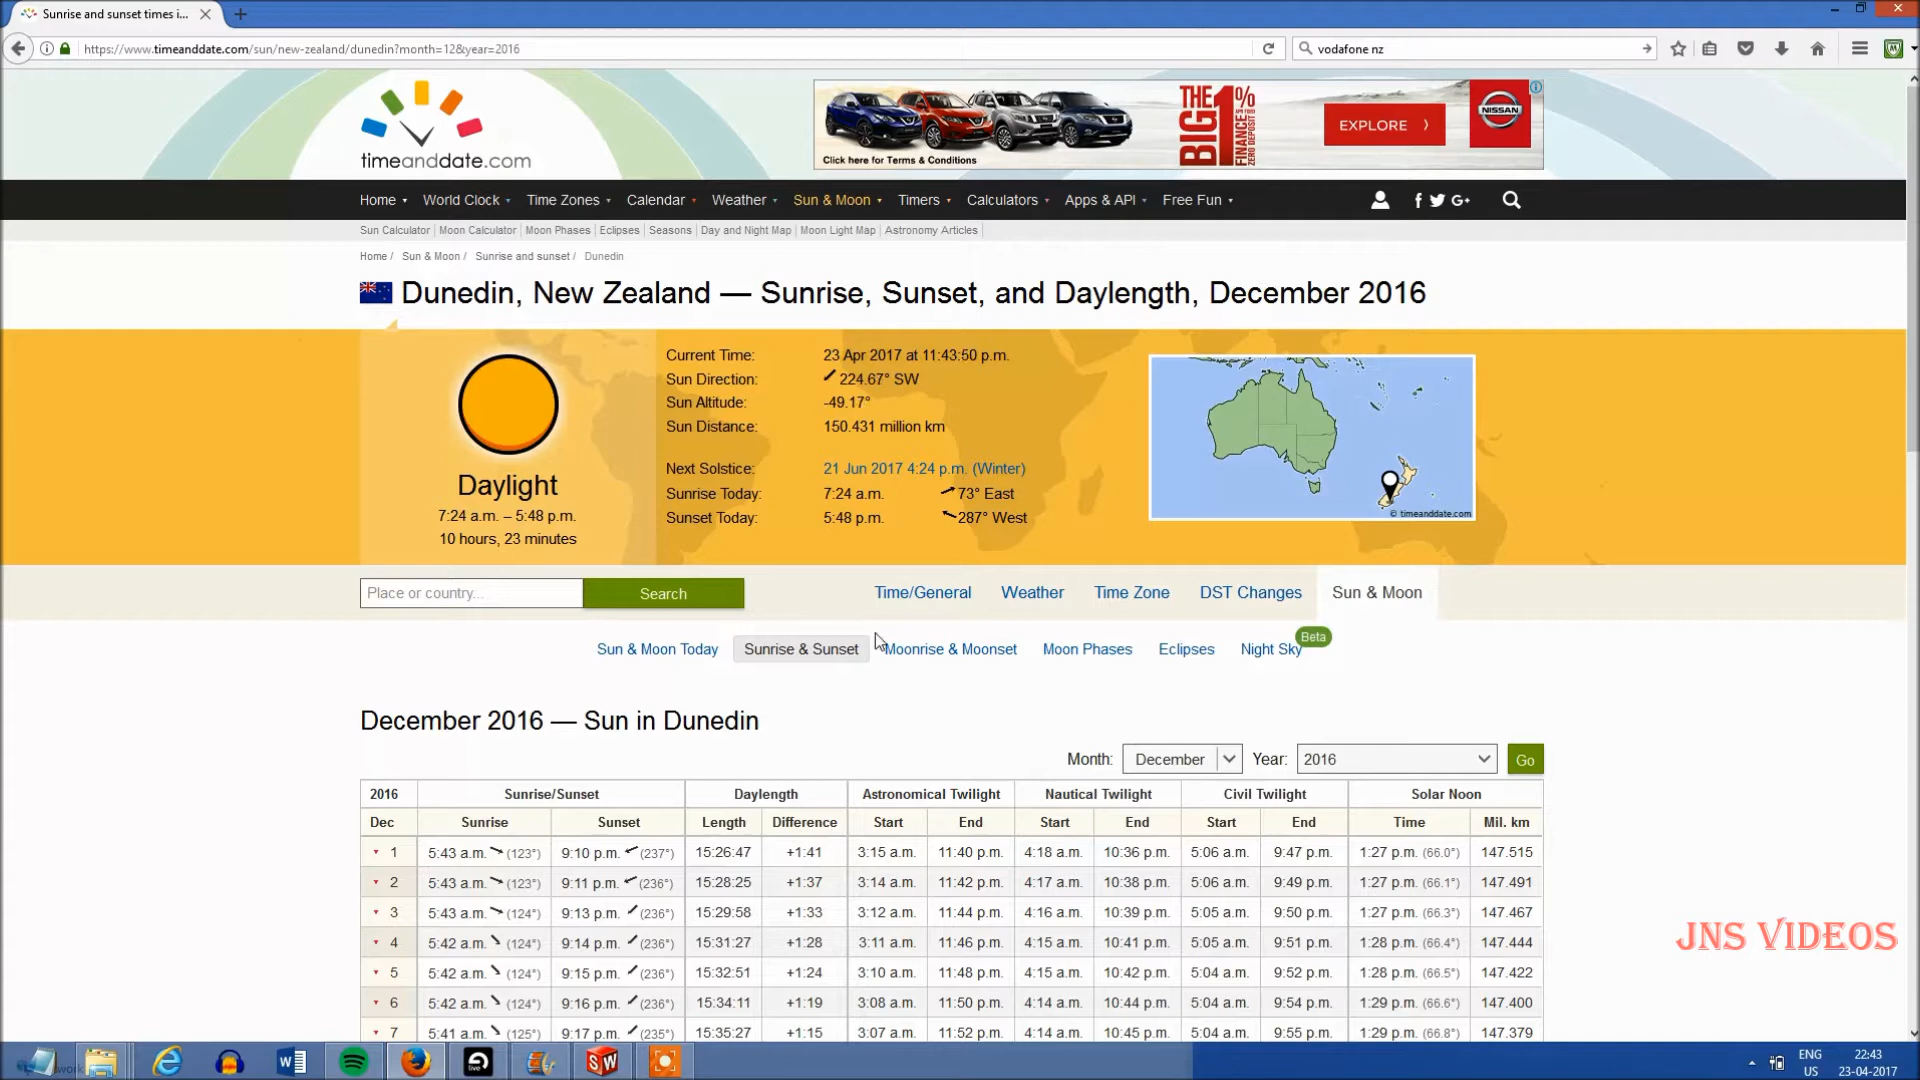 Sunrise and sunset times i...
https://www.timeanddate.com/sun/new-zealand/dunedin?month=12&year=2016
vodafone nz
timeanddate.com
Click here for Terms & Conditions
THE BIG 1% FINANCE ZERO DEPOSIT
EXPLORE
NISSAN
Home World Clock Time Zones Calendar Weather Sun & Moon Timers Calculators Apps & API Free Fun
Sun Calculator | Moon Calculator | Moon Phases | Eclipses | Seasons | Day and Night Map | Moon Light Map | Astronomy Articles |
Home / Sun & Moon / Sunrise and sunset / Dunedin
Dunedin, New Zealand — Sunrise, Sunset, and Daylength, December 2016
Daylight
7:24 a.m. – 5:48 p.m.
10 hours, 23 minutes
Current Time: 23 Apr 2017 at 11:43:50 p.m.
Sun Direction: 224.67° SW
Sun Altitude: -49.17°
Sun Distance: 150.431 million km
Next Solstice: 21 Jun 2017 4:24 p.m. (Winter)
Sunrise Today: 7:24 a.m. 73° East
Sunset Today: 5:48 p.m. 287° West
© timeanddate.com
Place or country... Search
Time/General Weather Time Zone DST Changes Sun & Moon
Sun & Moon Today Sunrise & Sunset Moonrise & Moonset Moon Phases Eclipses Night Sky Beta
December 2016 — Sun in Dunedin
Month: December Year: 2016 Go
2016 Sunrise/Sunset Daylength Astronomical Twilight Nautical Twilight Civil Twilight Solar Noon
Dec Sunrise Sunset Length Difference Start End Start End Start End Time Mil. km
1 5:43 a.m. (123°) 9:10 p.m. (237°) 15:26:47 +1:41 3:15 a.m. 11:40 p.m. 4:18 a.m. 10:36 p.m. 5:06 a.m. 9:47 p.m. 1:27 p.m. (66.0°) 147.515
2 5:43 a.m. (123°) 9:11 p.m. (236°) 15:28:25 +1:37 3:14 a.m. 11:42 p.m. 4:17 a.m. 10:38 p.m. 5:06 a.m. 9:49 p.m. 1:27 p.m. (66.1°) 147.491
3 5:43 a.m. (124°) 9:13 p.m. (236°) 15:29:58 +1:33 3:12 a.m. 11:44 p.m. 4:16 a.m. 10:39 p.m. 5:05 a.m. 9:50 p.m. 1:27 p.m. (66.3°) 147.467
4 5:42 a.m. (124°) 9:14 p.m. (236°) 15:31:27 +1:28 3:11 a.m. 11:46 p.m. 4:15 a.m. 10:41 p.m. 5:05 a.m. 9:51 p.m. 1:28 p.m. (66.4°) 147.444
5 5:42 a.m. (124°) 9:15 p.m. (236°) 15:32:51 +1:24 3:10 a.m. 11:48 p.m. 4:15 a.m. 10:42 p.m. 5:04 a.m. 9:52 p.m. 1:28 p.m. (66.5°) 147.422
6 5:42 a.m. (124°) 9:16 p.m. (236°) 15:34:11 +1:19 3:08 a.m. 11:50 p.m. 4:14 a.m. 10:44 p.m. 5:04 a.m. 9:54 p.m. 1:29 p.m. (66.6°) 147.400
7 5:41 a.m. (125°) 9:17 p.m. (235°) 15:35:27 +1:15 3:07 a.m. 11:52 p.m. 4:14 a.m. 10:45 p.m. 5:04 a.m. 9:55 p.m. 1:29 p.m. (66.8°) 147.379
JNS VIDEOS
live
SW
ENG
US
22:43
23-04-2017